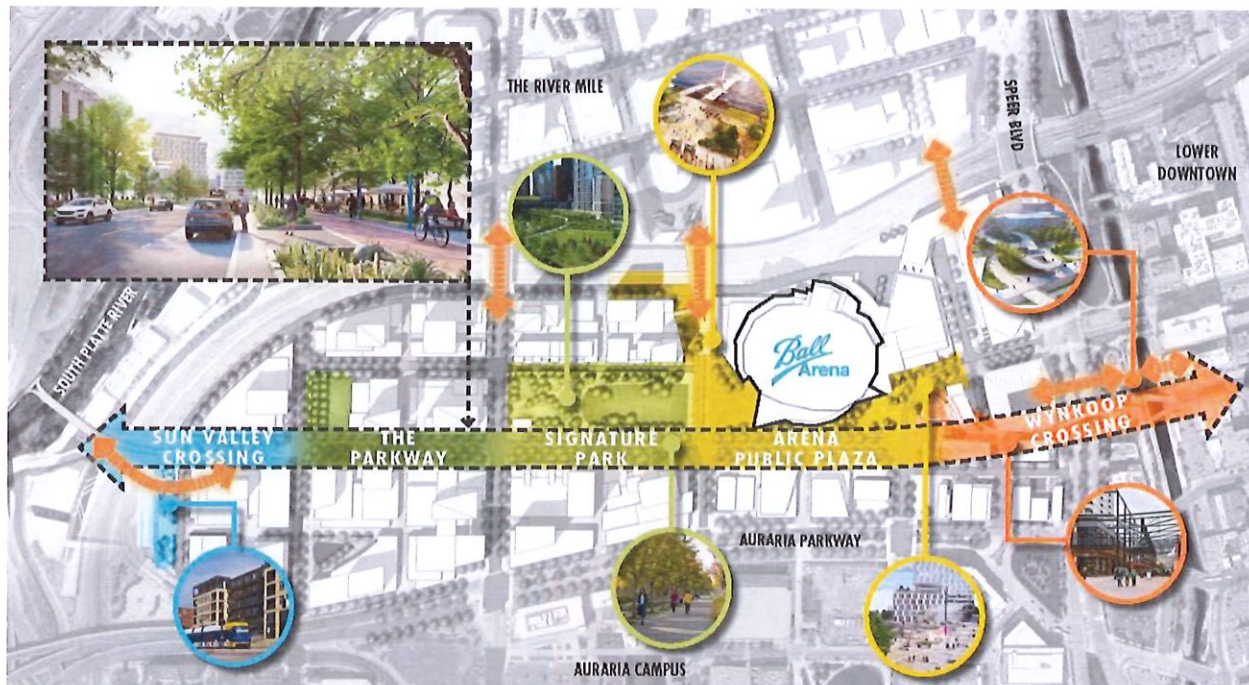 THE RIVER MILE
SPEER BLVD
LOWER
DOWNTOWN
SOUTH PLATTE RIVER
Ball
Arena
SUN VALLEY
CROSSING
THE
PARKWAY
SIGNATURE
PARK
ARENA
PUBLIC PLAZA
WYNKOOP
CROSSING
AURARIA PARKWAY
AURARIA CAMPUS